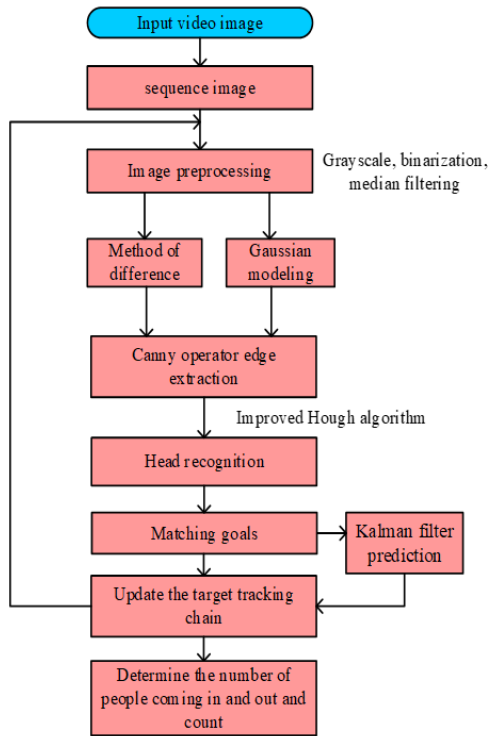 Input video image
sequence image
Image preprocessing
Grayscale, binarization,
median filtering
Method of
difference
Gaussian
modeling
Canny operator edge
extraction
Improved Hough algorithm
Head recognition
Matching goals
Kalman filter
prediction
Update the target tracking
chain
Determine the number of
people coming in and out and
count